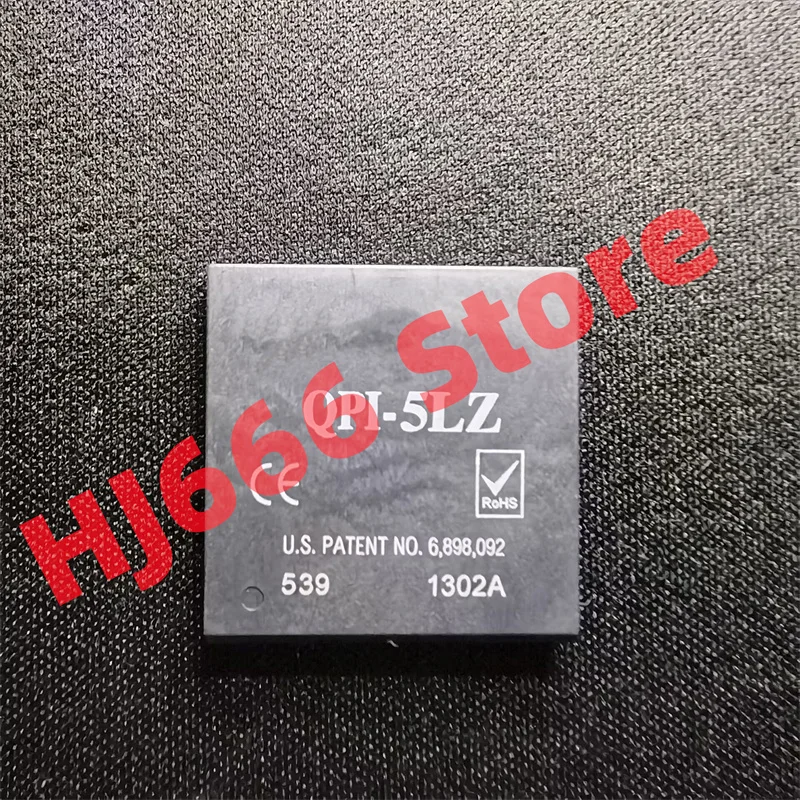 HJ666 Store
QPI-5LZ
CE
RoHS
U.S. PATENT NO. 6,898,092
539 1302A